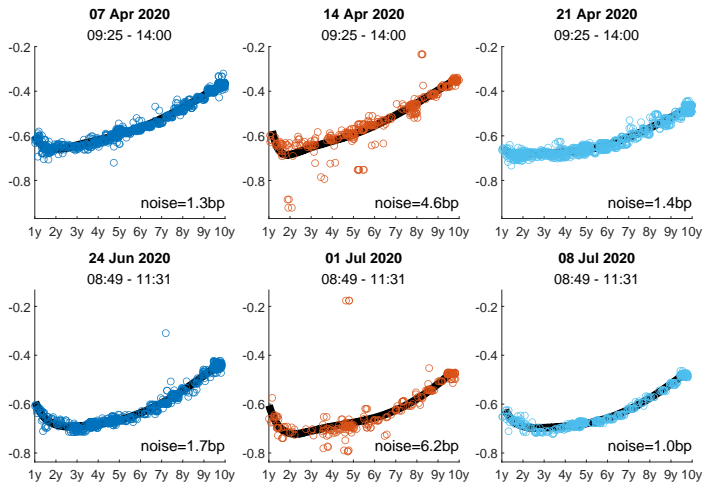 07 Apr 2020
09:25 - 14:00
-0.2
-0.4
-0.6
-0.8
noise=1.3bp
1y 2y 3y 4y 5y 6y 7y 8y 9y 10y
14 Apr 2020
09:25 - 14:00
-0.2
-0.4
-0.6
-0.8
noise=4.6bp
1y 2y 3y 4y 5y 6y 7y 8y 9y 10y
21 Apr 2020
09:25 - 14:00
-0.2
-0.4
-0.6
-0.8
noise=1.4bp
1y 2y 3y 4y 5y 6y 7y 8y 9y 10y
24 Jun 2020
08:49 - 11:31
-0.2
-0.4
-0.6
-0.8
noise=1.7bp
1y 2y 3y 4y 5y 6y 7y 8y 9y 10y
01 Jul 2020
08:49 - 11:31
-0.2
-0.4
-0.6
-0.8
noise=6.2bp
1y 2y 3y 4y 5y 6y 7y 8y 9y 10y
08 Jul 2020
08:49 - 11:31
-0.2
-0.4
-0.6
-0.8
noise=1.0bp
1y 2y 3y 4y 5y 6y 7y 8y 9y 10y